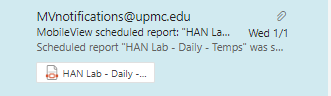 MVnotifications@upmc.edu
MobileView scheduled report: "HAN La... Wed 1/1
Scheduled report "HAN Lab - Daily - Temps" was s...
HAN Lab - Daily -...